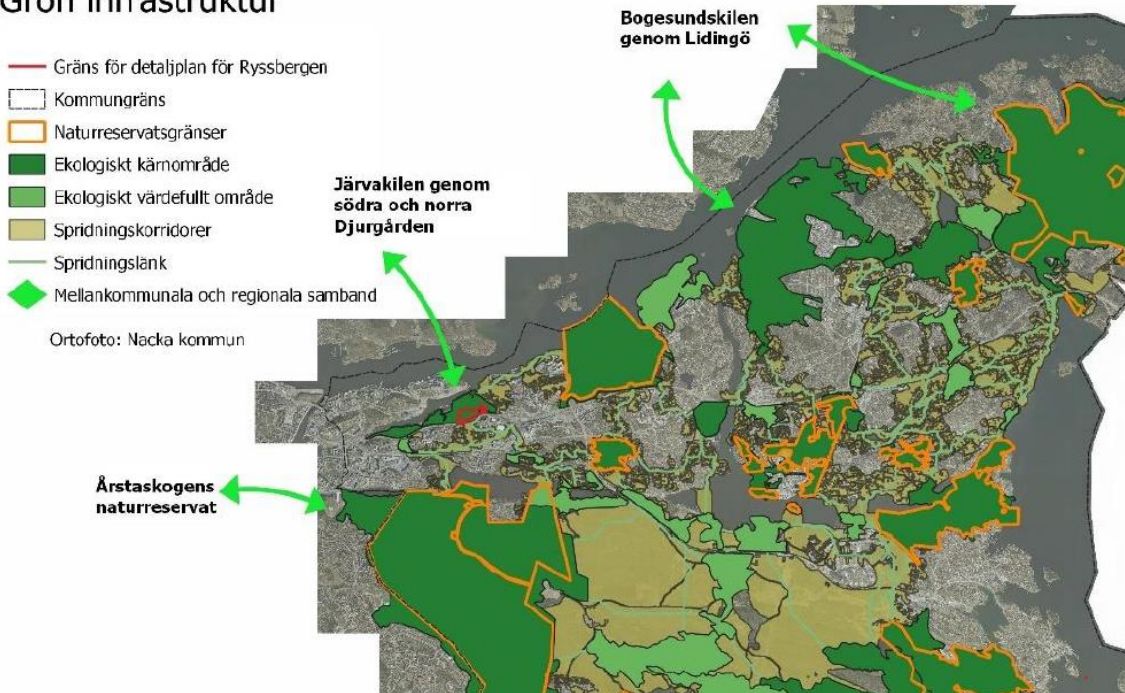 Grön infrastruktur
Gräns för detaljplan för Ryssbergen
Kommungräns
Naturreservatsgränser
Ekologiskt kärnområde
Ekologiskt värdefullt område
Spridningskorridorer
Spridningslänk
Mellankommunala och regionala samband
Ortofoto: Nacka kommun
Bogesundskilen
genom Lidingö
Järvakilen genom
södra och norra
Djurgården
Årstaskogens
naturreservat